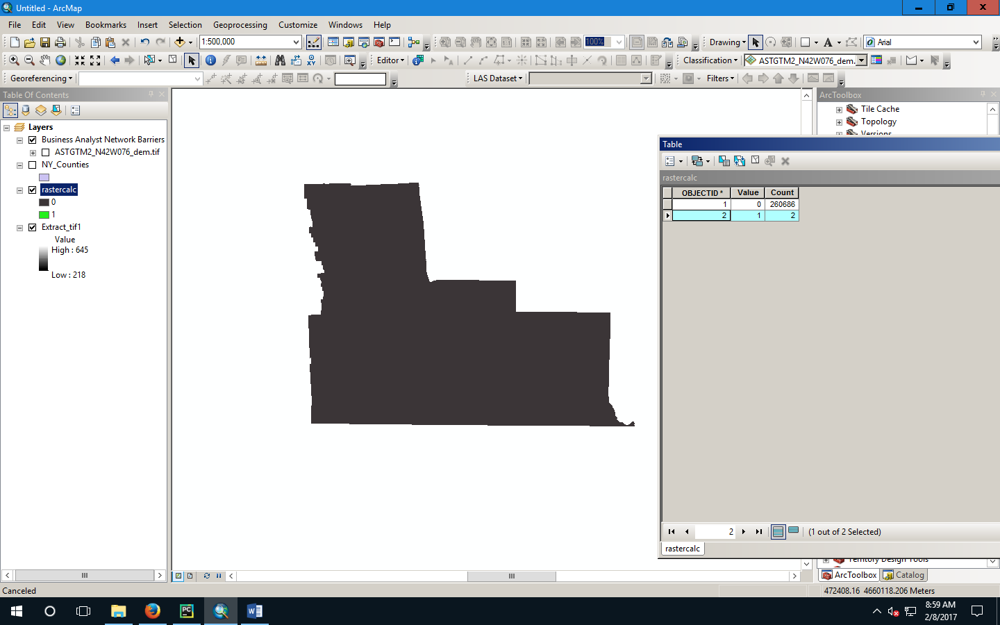 Untitled - ArcMap
File Edit View Bookmarks Insert Selection Geoprocessing Customize Windows Help
1:500,000 100% Drawing Arial
Editor Classification ASTGTM2_N42W076_dem.
Georeferencing LAS Dataset Filters
Table Of Contents
Layers
Business Analyst Network Barriers
ASTGTM2_N42W076_dem.tif
NY_Counties
rastercalc
0
1
Extract_tif1
Value
High : 645
Low : 218
ArcToolbox
Tile Cache
Topology
Versions
Table
rastercalc
OBJECTID * Value Count
1 0 260686
2 1 2
2 (1 out of 2 Selected)
rastercalc
Territory Design Tools
ArcToolbox Catalog
Canceled
472408.16 4660118.206 Meters
PC
W
8:59 AM
2/8/2017